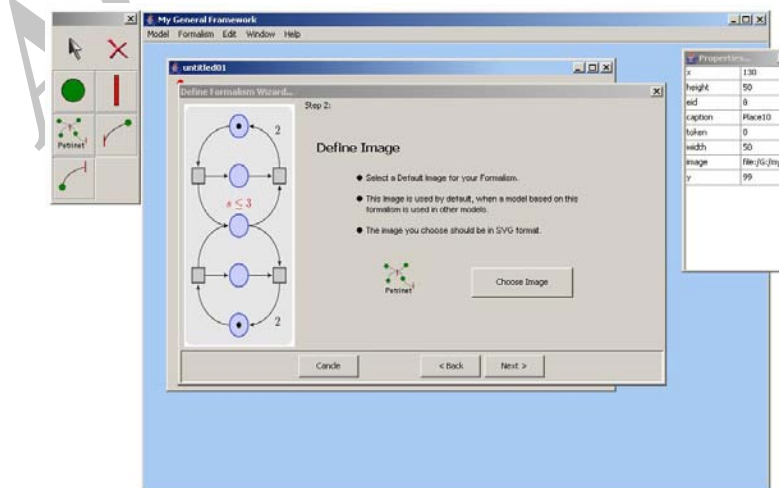 My General Framework
Model Formalism Edit Window Help
untitled01
Define Formalism Wizard...
Step 2:
Define Image
Select a Default Image for your Formalism.
This Image is used by default, when a model based on this
formalism is used in other models.
The image you choose should be in SVG format.
Petrinet
Choose Image
Cancle
< Back
Next >
2
s ≤ 3
2
Petrinet
Properties...
x 130
height 50
eid 8
caption Place10
token 0
width 50
image
y 99